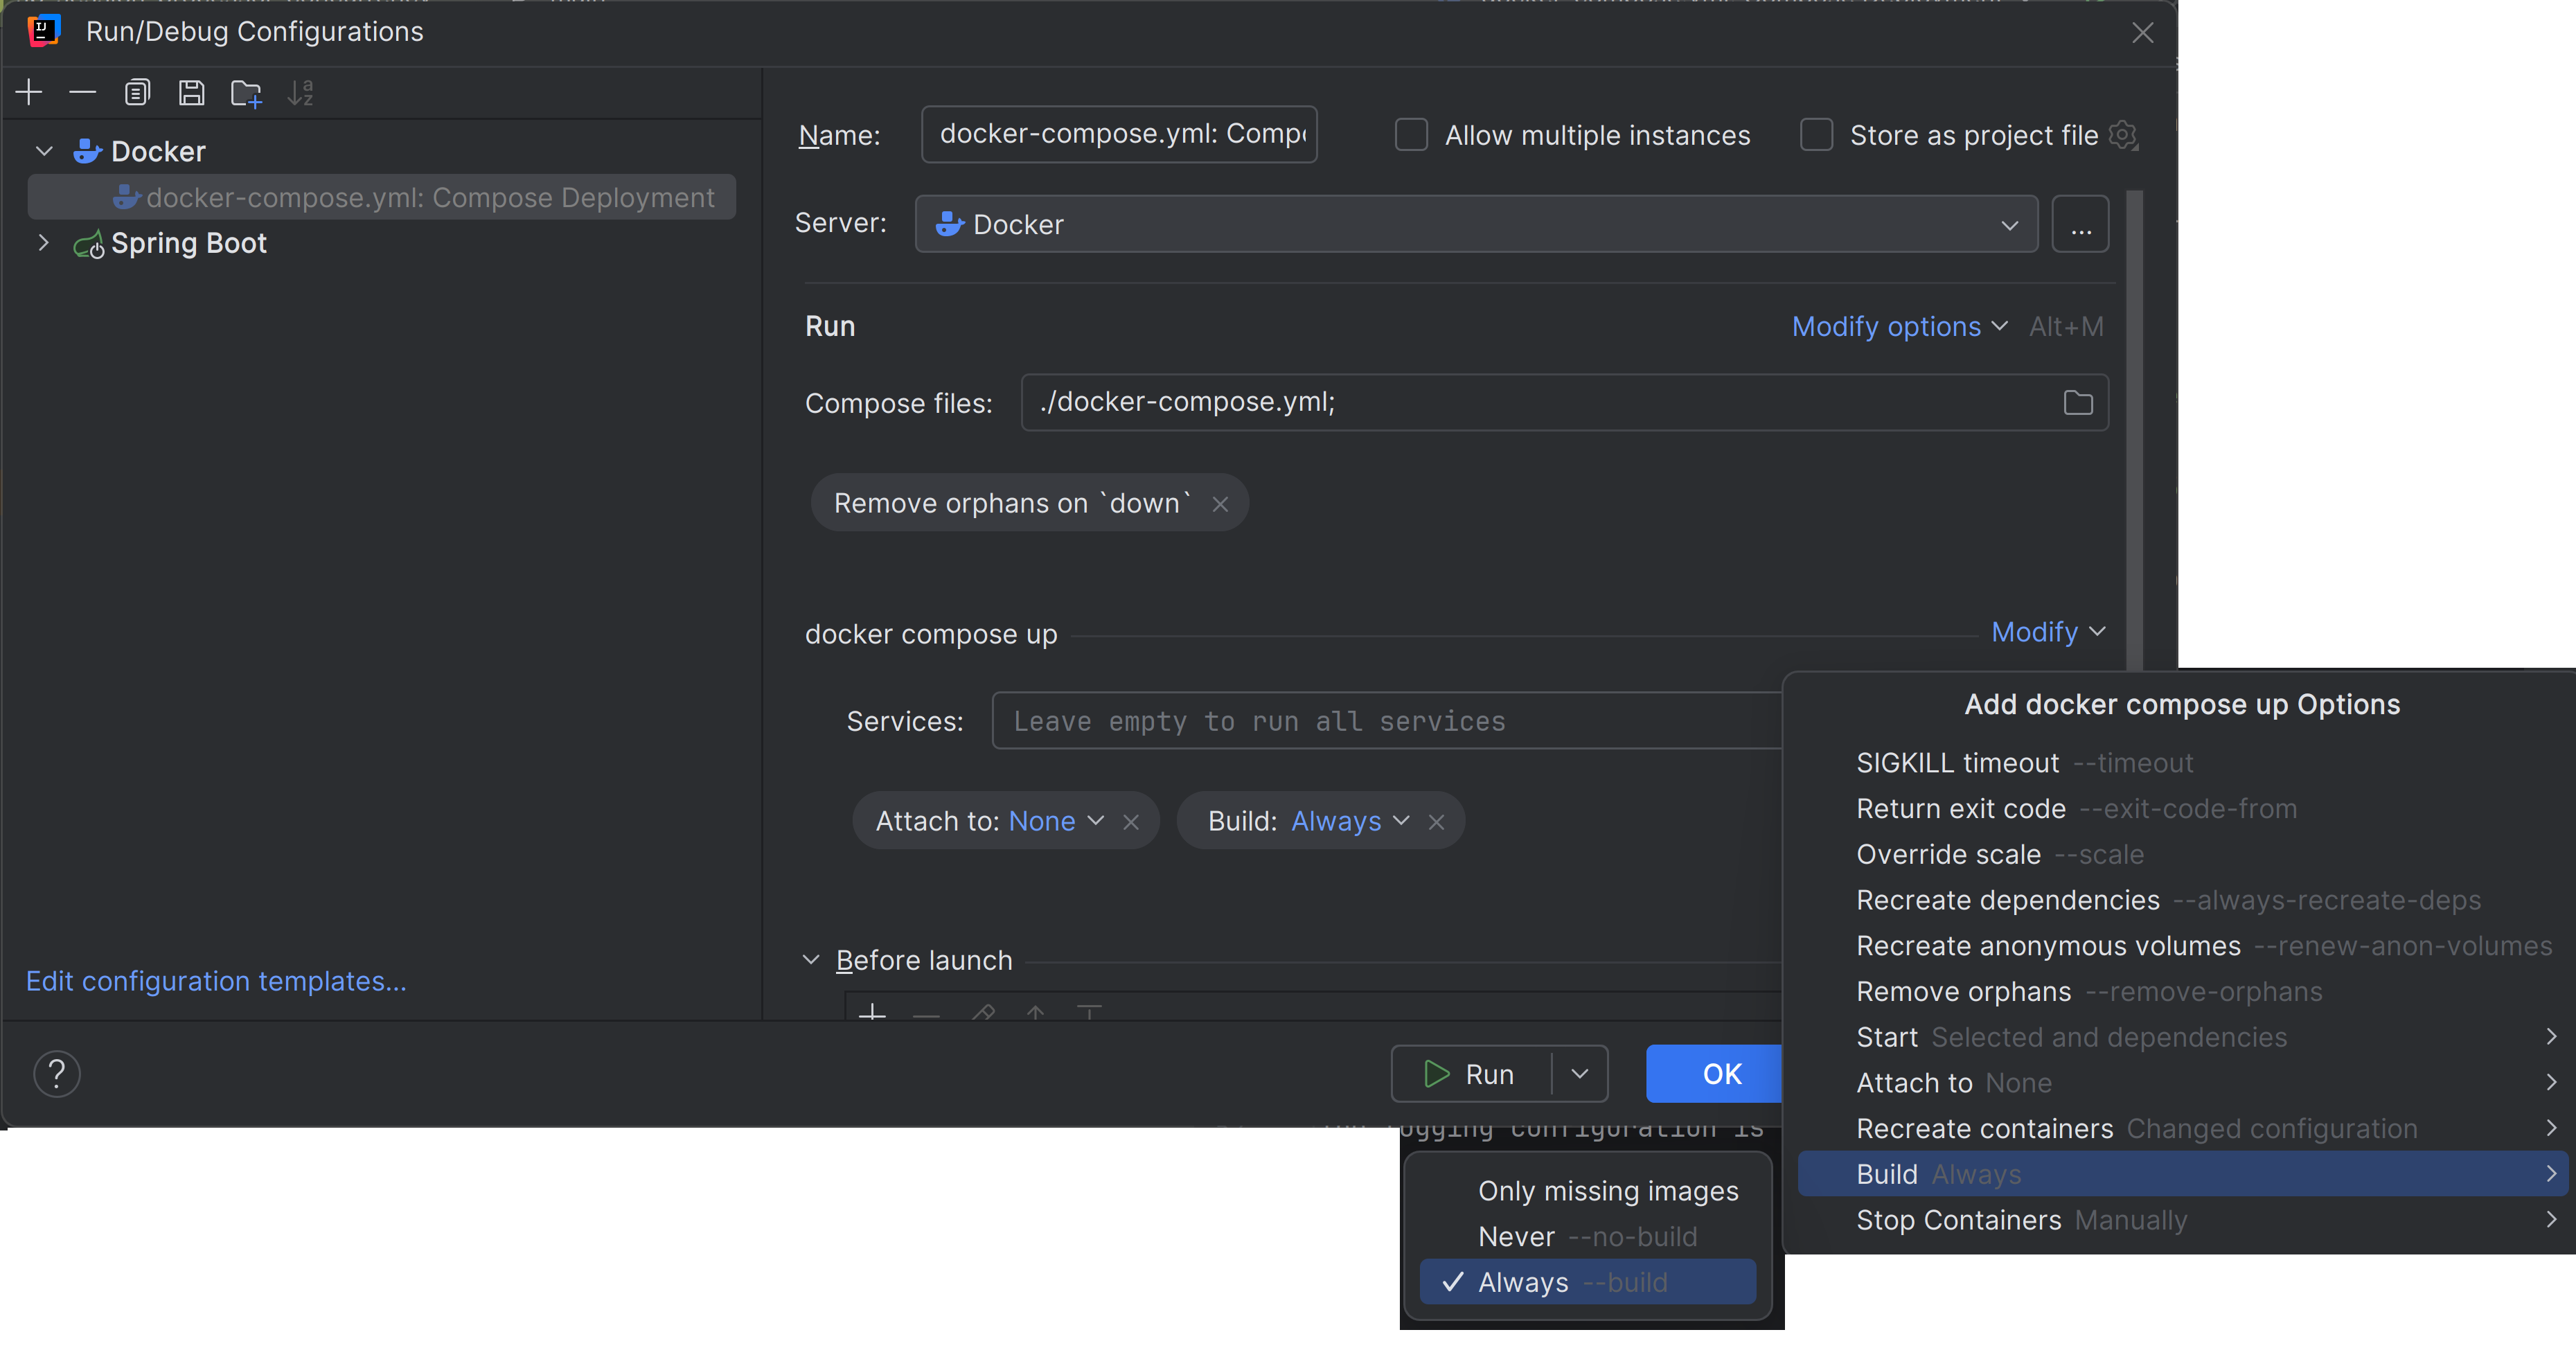 Run/Debug Configurations
Docker
docker-compose.yml: Compose Deployment
Spring Boot
Edit configuration templates...
Name:
docker-compose.yml: Compo
Allow multiple instances
Store as project file
Server:
Docker
...
Run
Modify options
Alt+M
Compose files:
./docker-compose.yml;
Remove orphans on `down`
docker compose up
Modify
Services:
Leave empty to run all services
Attach to: None
Build: Always
Before launch
?
Run
OK
Add docker compose up Options
SIGKILL timeout --timeout
Return exit code --exit-code-from
Override scale --scale
Recreate dependencies --always-recreate-deps
Recreate anonymous volumes --renew-anon-volumes
Remove orphans --remove-orphans
Start Selected and dependencies
Attach to None
Recreate containers Changed configuration
Build Always
Stop Containers Manually
configuration is
Only missing images
Never --no-build
Always --build